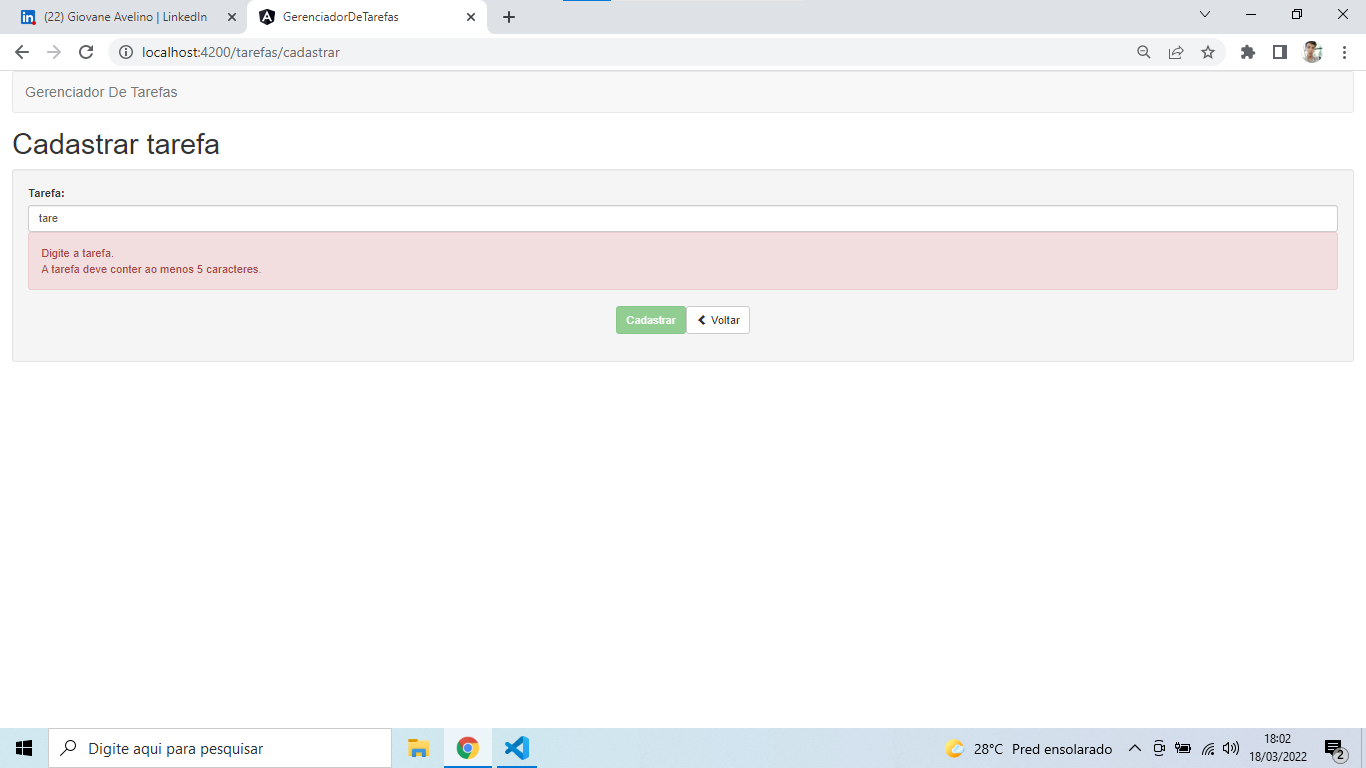 (22) Giovane Avelino | LinkedIn
GerenciadorDeTarefas
localhost:4200/tarefas/cadastrar
Gerenciador De Tarefas
Cadastrar tarefa
Tarefa:
tare
Digite a tarefa.
A tarefa deve conter ao menos 5 caracteres.
Cadastrar
Voltar
Digite aqui para pesquisar
28°C Pred ensolarado
18:02
18/03/2022
2